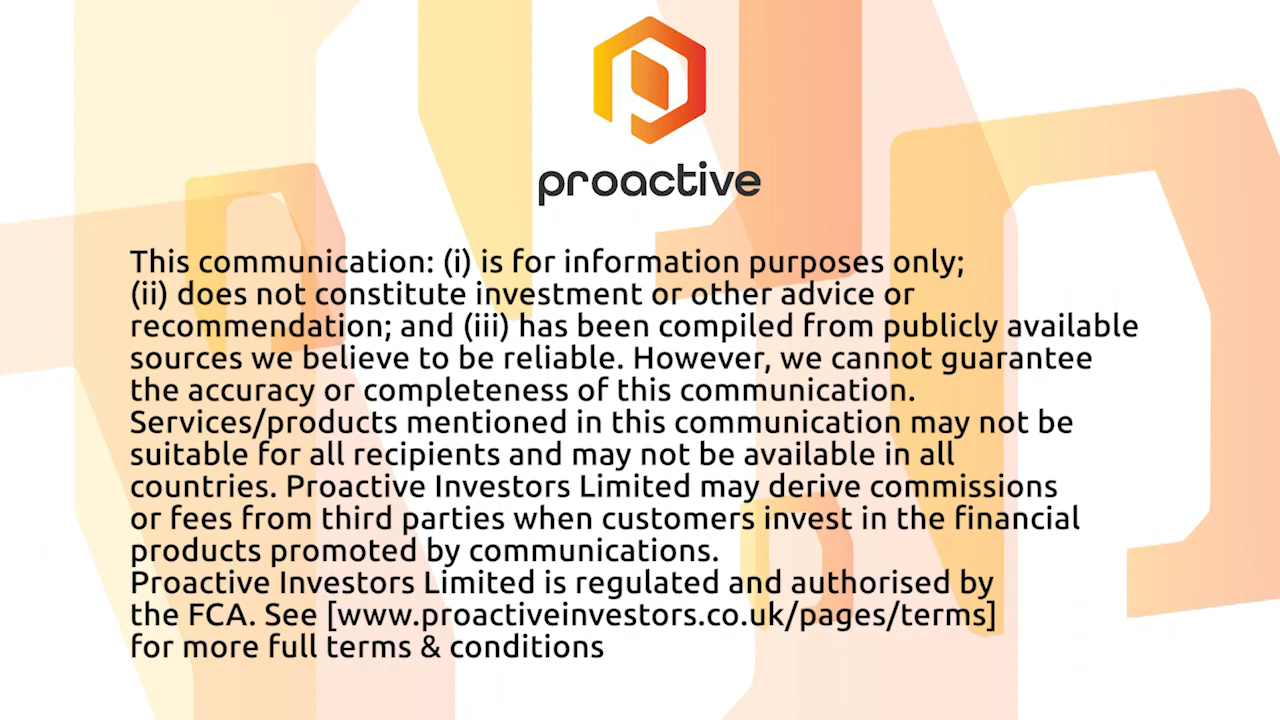 proactive
This communication: (i) is for information purposes only;
(ii) does not constitute investment or other advice or
recommendation; and (iii) has been compiled from publicly available
sources we believe to be reliable. However, we cannot guarantee
the accuracy or completeness of this communication.
Services/products mentioned in this communication may not be
suitable for all recipients and may not be available in all
countries. Proactive Investors Limited may derive commissions
or fees from third parties when customers invest in the financial
products promoted by communications.
Proactive Investors Limited is regulated and authorised by
the FCA. See [www.proactiveinvestors.co.uk/pages/terms]
for more full terms & conditions